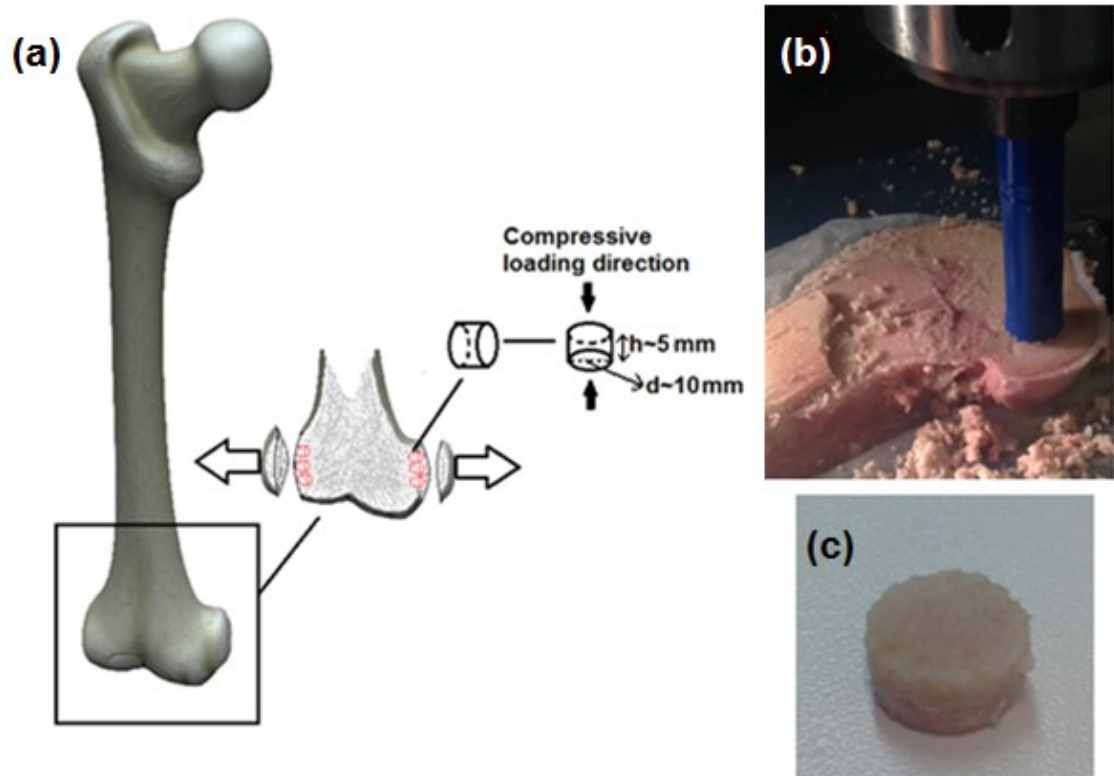 (a)
Compressive
loading direction
h~5 mm
d~10mm
(b)
(c)